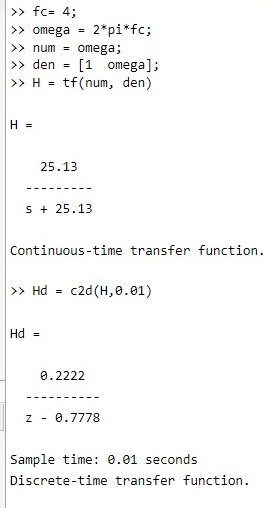 >> fc= 4;
>> omega = 2*pi*fc;
>> num = omega;
>> den = [1  omega];
>> H = tf(num, den)
H =
25.13
---------
s + 25.13
Continuous-time transfer function.
>> Hd = c2d(H,0.01)
Hd =
0.2222
----------
z - 0.7778
Sample time: 0.01 seconds
Discrete-time transfer function.